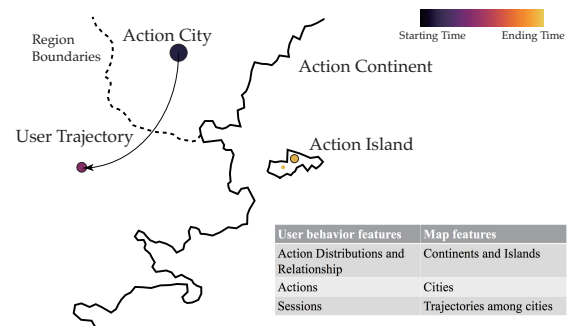 Region
Boundaries
Action City
Starting Time
Ending Time
Action Continent
User Trajectory
Action Island
User behavior features Map features
Action Distributions and Continents and Islands
Relationship
Actions Cities
Sessions Trajectories among cities